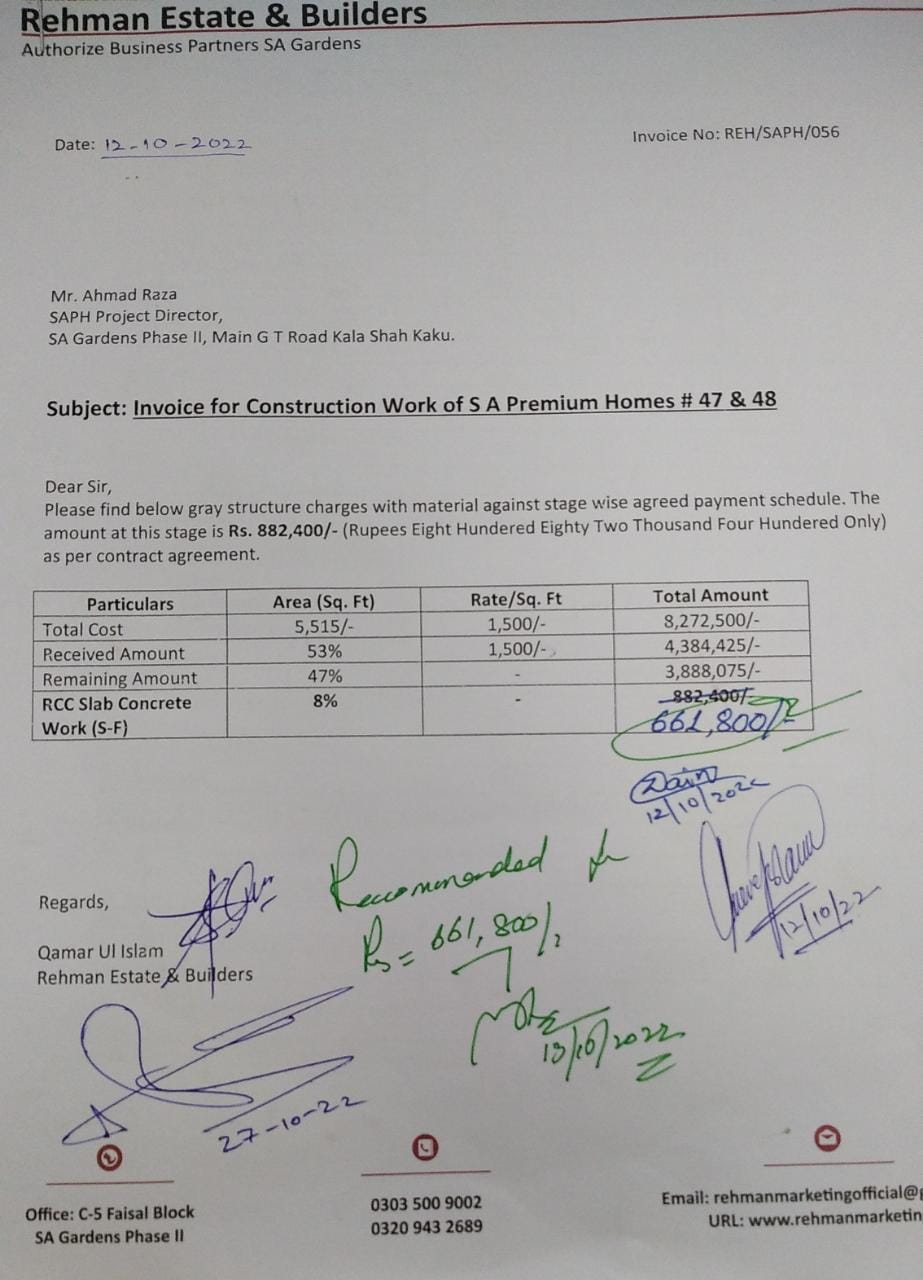 Rehman Estate & Builders
Authorize Business Partners SA Gardens
Date: 12-10-2022
Invoice No: REH/SAPH/056
Mr. Ahmad Raza
SAPH Project Director,
SA Gardens Phase II, Main G T Road Kala Shah Kaku.
Subject: Invoice for Construction Work of S A Premium Homes # 47 & 48
Dear Sir,
Please find below gray structure charges with material against stage wise agreed payment schedule. The
amount at this stage is Rs. 882,400/- (Rupees Eight Hundred Eighty Two Thousand Four Hundred Only)
as per contract agreement.
Particulars Area (Sq. Ft) Rate/Sq. Ft Total Amount
Total Cost 5,515/- 1,500/- 8,272,500/-
Received Amount 53% 1,500/- 4,384,425/-
Remaining Amount 47% - 3,888,075/-
RCC Slab Concrete 8% - 882,400/-
Work (S-F) 661,800/-
12/10/2022
Recommended
Rs = 661,800/-
12/10/22
Regards,
Qamar Ul Islam
Rehman Estate & Builders
13/10/2022
27-10-22
Office: C-5 Faisal Block
SA Gardens Phase II
0303 500 9002
0320 943 2689
Email: rehmanmarketingofficial@g
URL: www.rehmanmarketin